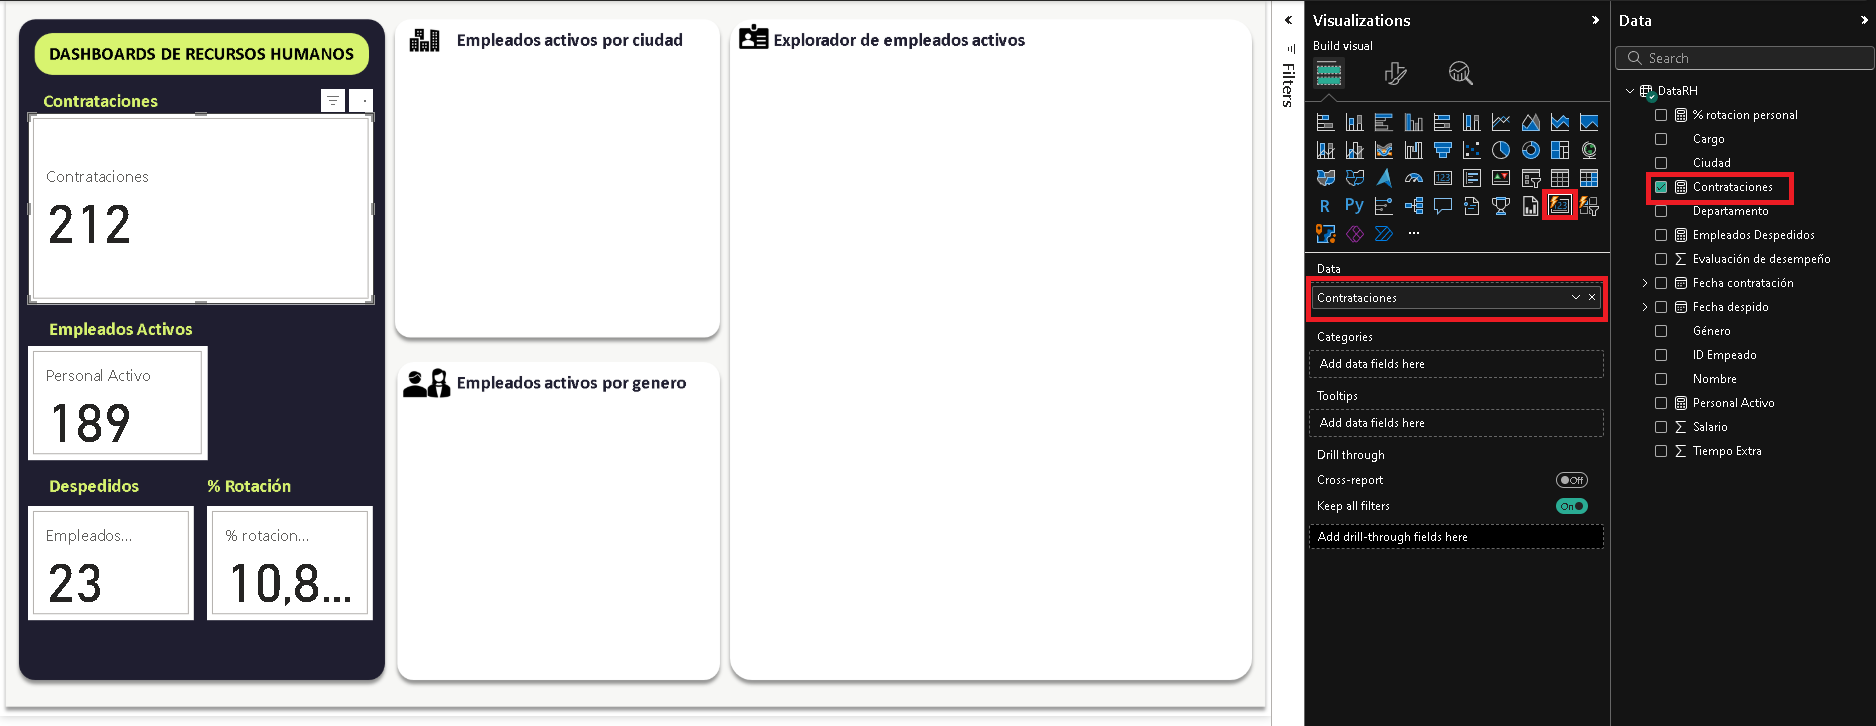 DASHBOARDS DE RECURSOS HUMANOS
Contrataciones
Contrataciones
212
Empleados Activos
Personal Activo
189
Despedidos
% Rotación
Empleados...
23
% rotacion...
10,8...
Empleados activos por ciudad
Empleados activos por genero
Explorador de empleados activos
Filters
Visualizations
Build visual
123
R
Py
123
...
Data
Contrataciones
Categories
Add data fields here
Tooltips
Add data fields here
Drill through
Cross-report
Off
Keep all filters
On
Add drill-through fields here
Data
Search
DataRH
% rotacion personal
Cargo
Ciudad
Contrataciones
Departamento
Empleados Despedidos
Evaluación de desempeño
Fecha contratación
Fecha despido
Género
ID Empeado
Nombre
Personal Activo
Salario
Tiempo Extra